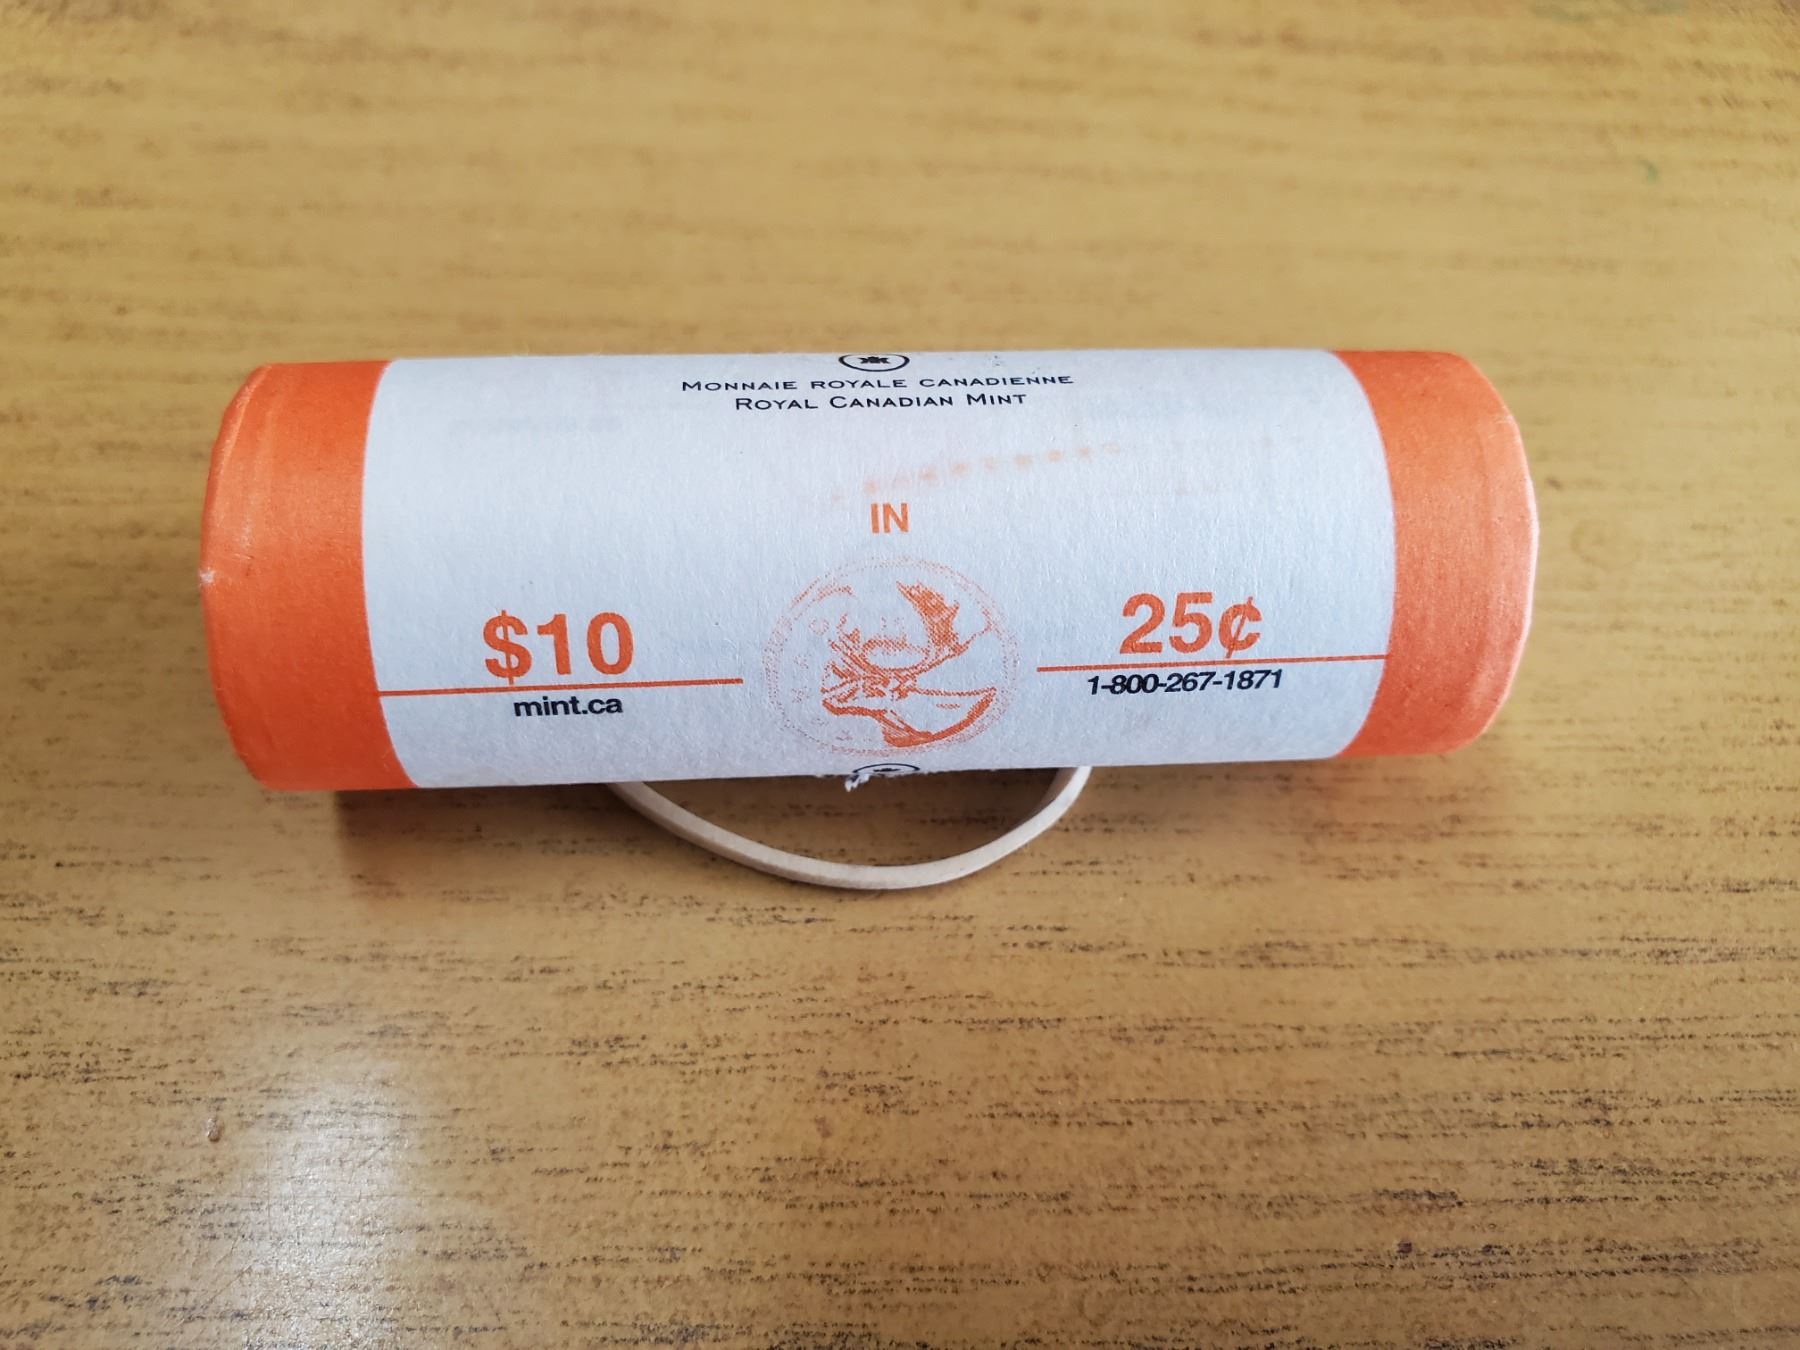 MONNAIE ROYALE CANADIENNE
ROYAL CANADIAN MINT
IN
$10
25¢
mint.ca
1-800-267-1871